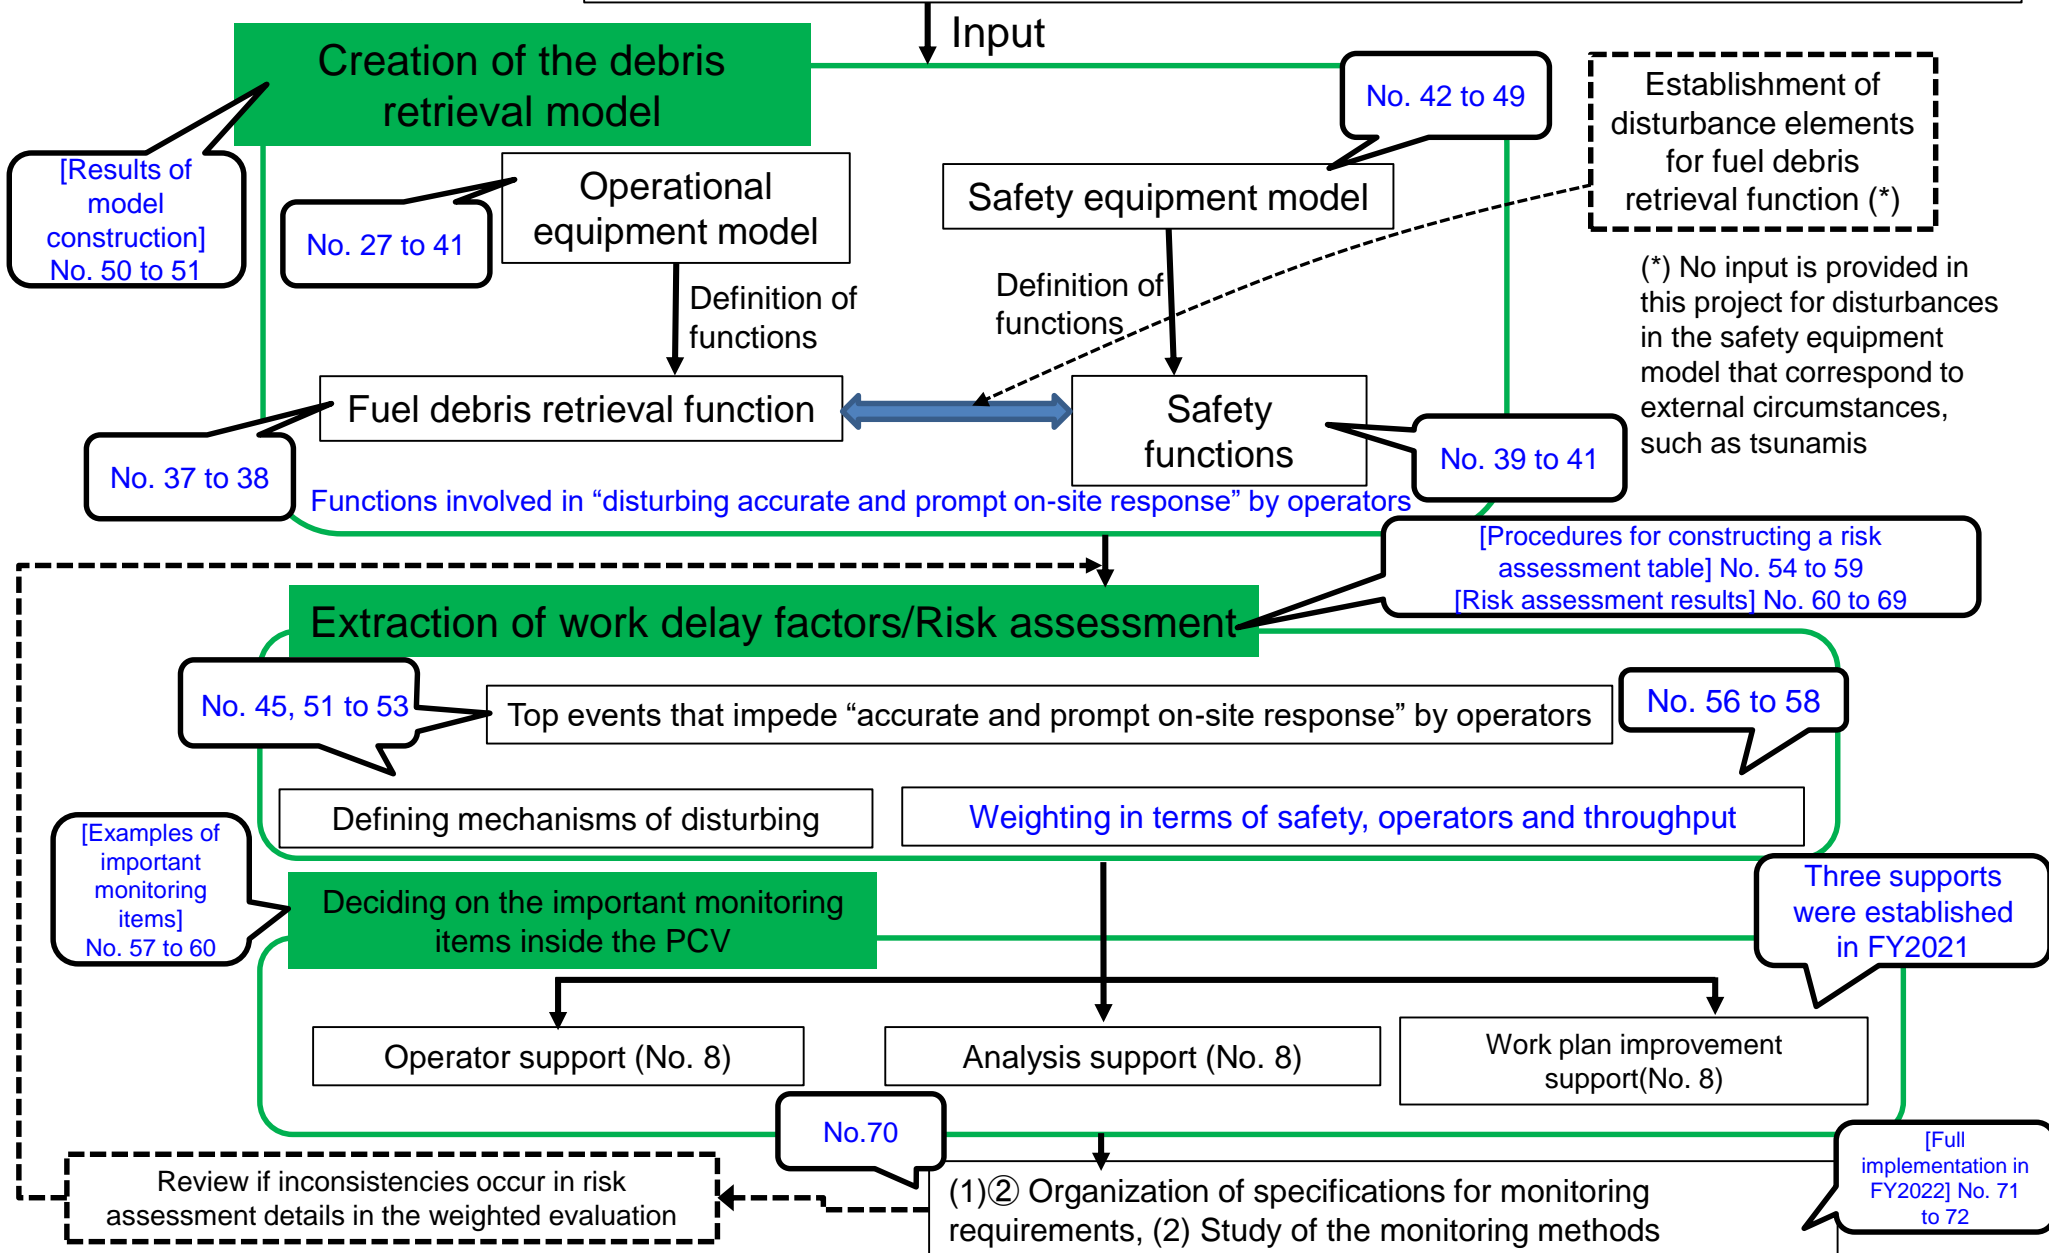 Input
Creation of the debris
retrieval model
No. 42 to 49
Establishment of
disturbance elements
for fuel debris
retrieval function (*)
[Results of
model
construction]
No. 50 to 51
Operational
equipment model
No. 27 to 41
Safety equipment model
(*) No input is provided in
this project for disturbances
in the safety equipment
model that correspond to
external circumstances,
such as tsunamis
Definition of
functions
Definition of
functions
Fuel debris retrieval function
Safety
functions
No. 37 to 38
No. 39 to 41
Functions involved in “disturbing accurate and prompt on-site response” by operators
[Procedures for constructing a risk
assessment table] No. 54 to 59
[Risk assessment results] No. 60 to 69
Extraction of work delay factors/Risk assessment
No. 45, 51 to 53
Top events that impede “accurate and prompt on-site response” by operators
No. 56 to 58
Defining mechanisms of disturbing
Weighting in terms of safety, operators and throughput
[Examples of
important
monitoring
items]
No. 57 to 60
Deciding on the important monitoring
items inside the PCV
Three supports
were established
in FY2021
Operator support (No. 8)
Analysis support (No. 8)
Work plan improvement
support(No. 8)
No.70
[Full
implementation in
FY2022] No. 71
to 72
Review if inconsistencies occur in risk
assessment details in the weighted evaluation
(1)② Organization of specifications for monitoring
requirements, (2) Study of the monitoring methods